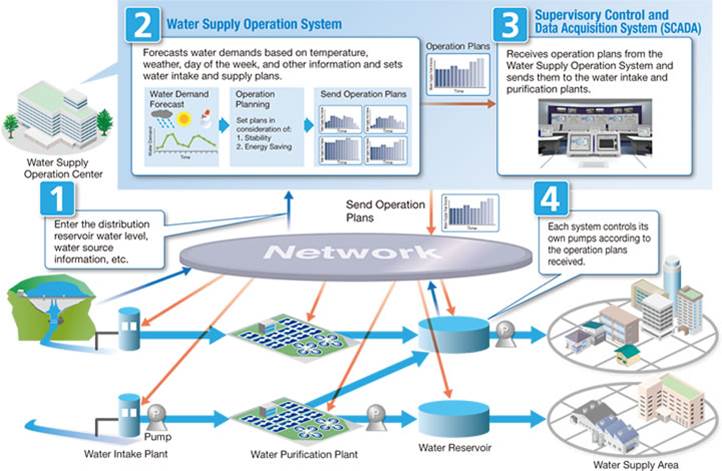 2 Water Supply Operation System
Forecasts water demands based on temperature,
weather, day of the week, and other information and sets
water intake and supply plans.
Water Demand
Forecast
Water Demand
Time
Operation
Planning
Set plans in
consideration of:
1. Stability
2. Energy Saving
Send Operation Plans
Time
Time
Time
Time
Operation Plans
Time
3 Supervisory Control and
Data Acquisition System (SCADA)
Receives operation plans from the
Water Supply Operation System and
sends them to the water intake and
purification plants.
Water Supply
Operation Center
1
Enter the distribution
reservoir water level,
water source
information, etc.
Send Operation
Plans
Time
4
Each system controls its
own pumps according to
the operation plans
received.
Network
P
P
P
Pump
Water Intake Plant
Water Purification Plant
Water Reservoir
Water Supply Area